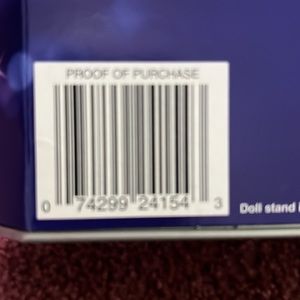 PROOF OF PURCHASE
0 74299 24154 3
Doll stand